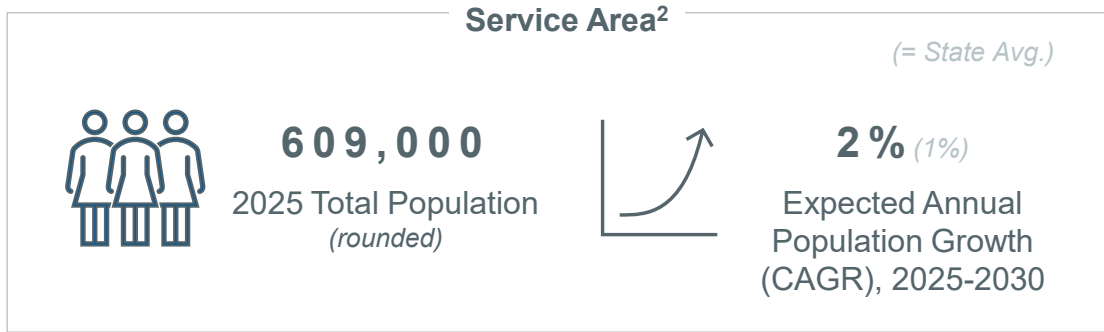 Service Area²
(= State Avg.)
609,000
2025 Total Population
(rounded)
2% (1%)
Expected Annual
Population Growth
(CAGR), 2025-2030